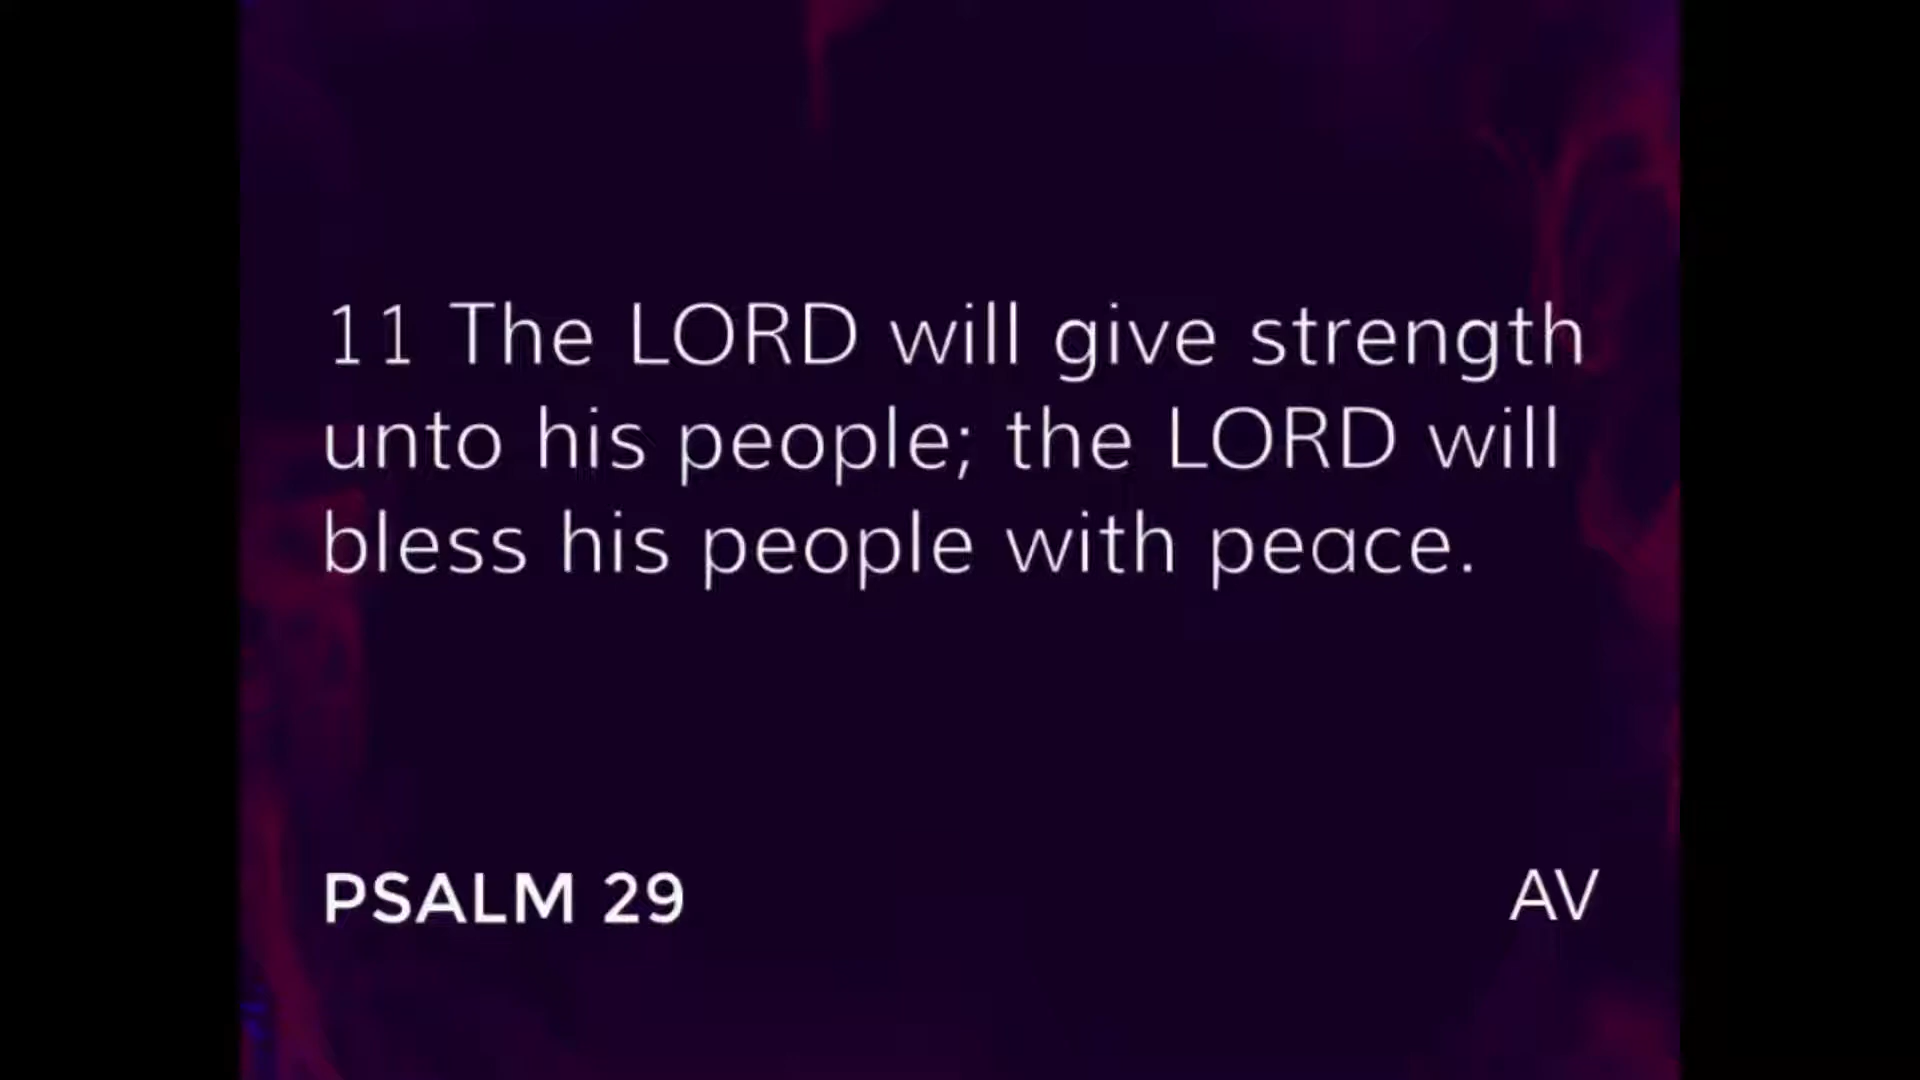 11 The LORD will give strength
unto his people; the LORD will
bless his people with peace.
PSALM 29
AV